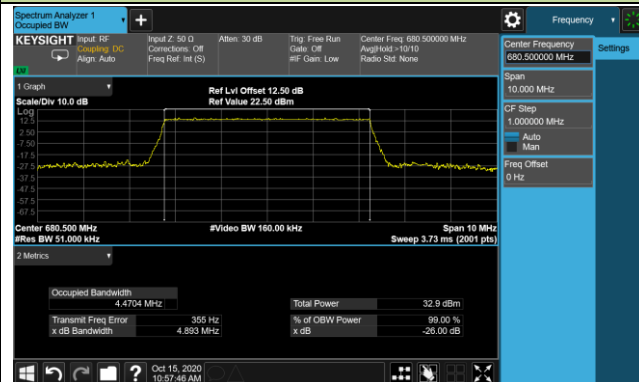 Spectrum Analyzer 1
Occupied BW
Frequency
KEYSIGHT
Input: RF
Coupling: DC
Align: Auto
Input Z: 50 Ω
Corrections: Off
Freq Ref: Int (S)
Atten: 30 dB
Trig: Free Run
Gate: Off
#IF Gain: Low
Center Freq: 680.500000 MHz
Avg|Hold:>10/10
Radio Std: None
LXI
1 Graph
Scale/Div 10.0 dB
Ref Lvl Offset 12.50 dB
Ref Value 22.50 dBm
Log
12.5
2.50
-7.50
-17.5
-27.5
-37.5
-47.5
-57.5
-67.5
Center 680.500 MHz
#Res BW 51.000 kHz
#Video BW 160.00 kHz
Span 10 MHz
Sweep 3.73 ms (2001 pts)
2 Metrics
Occupied Bandwidth
4.4704 MHz
Transmit Freq Error 355 Hz
x dB Bandwidth 4.893 MHz
Total Power 32.9 dBm
% of OBW Power 99.00 %
x dB -26.00 dB
Center Frequency
680.500000 MHz
Span
10.000 MHz
CF Step
1.000000 MHz
Auto
Man
Freq Offset
0 Hz
Settings
Oct 15, 2020
10:57:46 AM